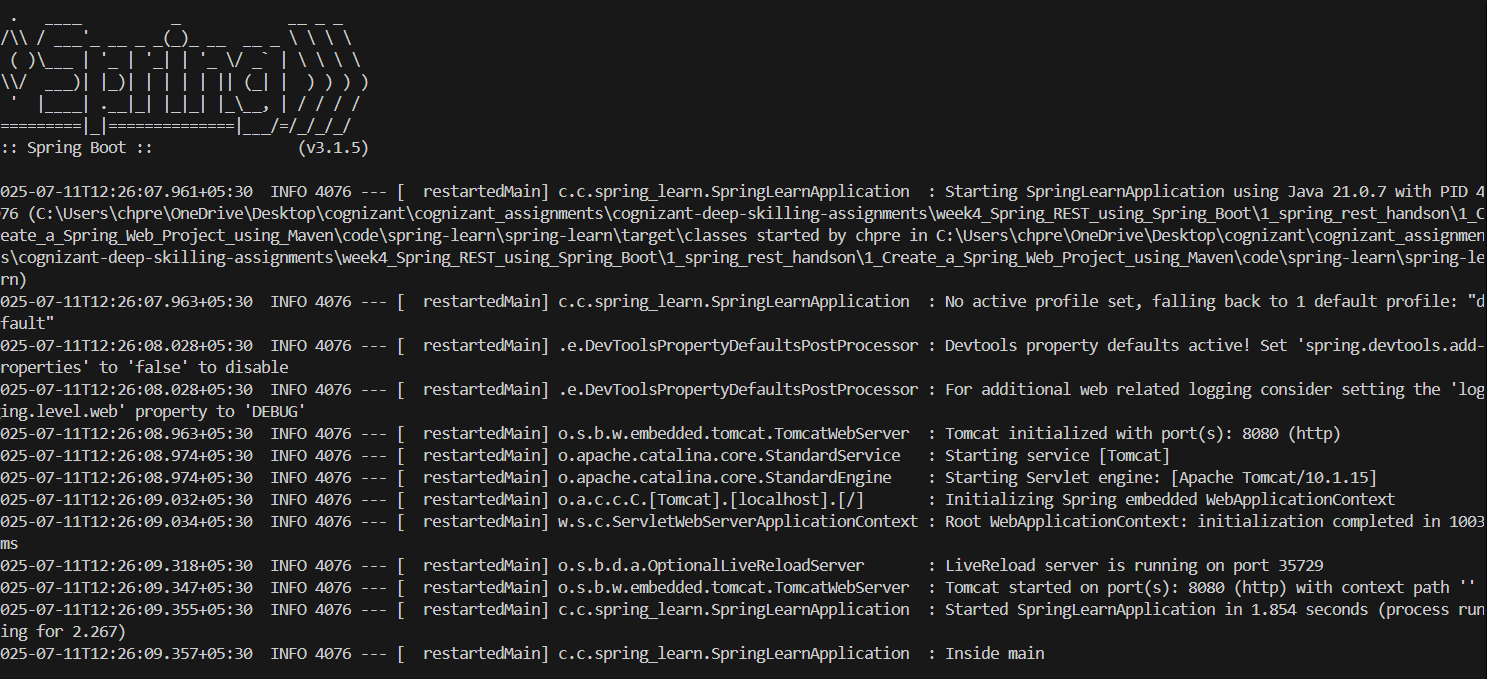 .   ____          _            __ _ _
/\\ / ___'_ __ _ _(_)_ __  __ _ \ \ \ \
 ( )\___ | '_ | '_| | '_ \/ _` | \ \ \ \
\\/  ___)| |_)| | | | | || (_| |  ) ) ) )
 '  |____| .__|_| |_|_| |_\__, | / / / /
=========|_|==============|___/=/_/_/_/
:: Spring Boot ::                (v3.1.5)
025-07-11T12:26:07.961+05:30  INFO 4076 --- [  restartedMain] c.c.spring_learn.SpringLearnApplication  : Starting SpringLearnApplication using Java 21.0.7 with PID 4
76 (C:\Users\chpre\OneDrive\Desktop\cognizant\cognizant_assignments\cognizant-deep-skilling-assignments\week4_Spring_REST_using_Spring_Boot\1_spring_rest_handson\1_C
eate_a_Spring_Web_Project_using_Maven\code\spring-learn\spring-learn\target\classes started by chpre in C:\Users\chpre\OneDrive\Desktop\cognizant\cognizant_assignmen
s\cognizant-deep-skilling-assignments\week4_Spring_REST_using_Spring_Boot\1_spring_rest_handson\1_Create_a_Spring_Web_Project_using_Maven\code\spring-learn\spring-le
rn)
025-07-11T12:26:07.963+05:30  INFO 4076 --- [  restartedMain] c.c.spring_learn.SpringLearnApplication  : No active profile set, falling back to 1 default profile: "d
fault"
025-07-11T12:26:08.028+05:30  INFO 4076 --- [  restartedMain] .e.DevToolsPropertyDefaultsPostProcessor : Devtools property defaults active! Set 'spring.devtools.add-
roperties' to 'false' to disable
025-07-11T12:26:08.028+05:30  INFO 4076 --- [  restartedMain] .e.DevToolsPropertyDefaultsPostProcessor : For additional web related logging consider setting the 'log
ing.level.web' property to 'DEBUG'
025-07-11T12:26:08.963+05:30  INFO 4076 --- [  restartedMain] o.s.b.w.embedded.tomcat.TomcatWebServer  : Tomcat initialized with port(s): 8080 (http)
025-07-11T12:26:08.974+05:30  INFO 4076 --- [  restartedMain] o.apache.catalina.core.StandardService   : Starting service [Tomcat]
025-07-11T12:26:08.974+05:30  INFO 4076 --- [  restartedMain] o.apache.catalina.core.StandardEngine    : Starting Servlet engine: [Apache Tomcat/10.1.15]
025-07-11T12:26:09.032+05:30  INFO 4076 --- [  restartedMain] o.a.c.c.C.[Tomcat].[localhost].[/]       : Initializing Spring embedded WebApplicationContext
025-07-11T12:26:09.034+05:30  INFO 4076 --- [  restartedMain] w.s.c.ServletWebServerApplicationContext : Root WebApplicationContext: initialization completed in 1003
ms
025-07-11T12:26:09.318+05:30  INFO 4076 --- [  restartedMain] o.s.b.d.a.OptionalLiveReloadServer       : LiveReload server is running on port 35729
025-07-11T12:26:09.347+05:30  INFO 4076 --- [  restartedMain] o.s.b.w.embedded.tomcat.TomcatWebServer  : Tomcat started on port(s): 8080 (http) with context path ''
025-07-11T12:26:09.355+05:30  INFO 4076 --- [  restartedMain] c.c.spring_learn.SpringLearnApplication  : Started SpringLearnApplication in 1.854 seconds (process run
ing for 2.267)
025-07-11T12:26:09.357+05:30  INFO 4076 --- [  restartedMain] c.c.spring_learn.SpringLearnApplication  : Inside main